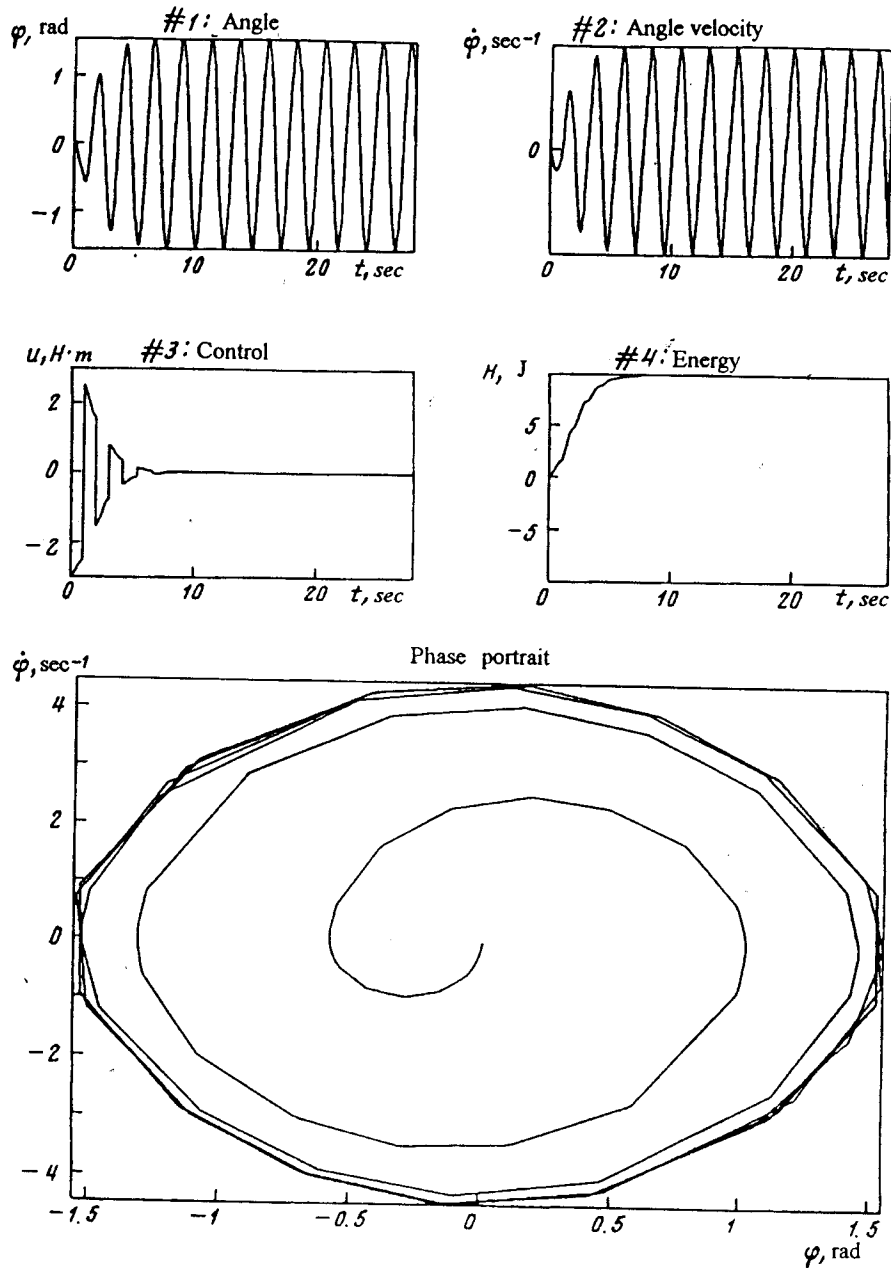 #1: Angle
φ, rad
1
0
−1
0
10
20
t, sec
#2: Angle velocity
φ̇, sec⁻¹
0
0
10
20
t, sec
#3: Control
u, H·m
2
0
−2
0
10
20
t, sec
#4: Energy
H, J
5
0
−5
0
10
20
t, sec
Phase portrait
φ̇, sec⁻¹
4
2
0
−2
−4
−1.5
−1
−0.5
0
0.5
1
1.5
φ, rad